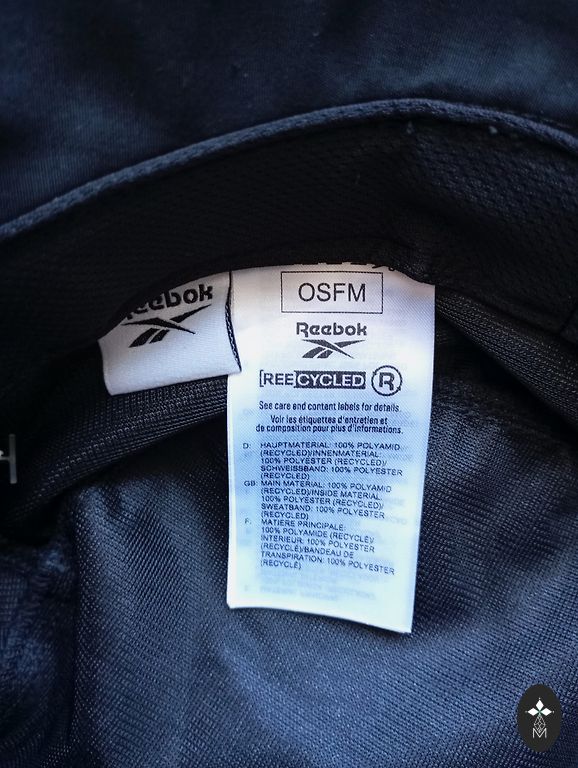 Reebok
OSFM
Reebok
[REECYCLED] R
See care and content labels for details.
Voir les étiquettes d'entretien et
de composition pour plus d'informations.
D: HAUPTMATERIAL: 100% POLYAMID
(RECYCLED)/INNENMATERIAL:
100% POLYESTER (RECYCLED)/
SCHWEISSBAND: 100% POLYESTER
(RECYCLED)
GB: MAIN MATERIAL: 100% POLYAMID
(RECYCLED)/INSIDE MATERIAL:
100% POLYESTER (RECYCLED)/
SWEATBAND: 100% POLYESTER
(RECYCLED)
F: MATIERE PRINCIPALE:
100% POLYAMIDE (RECYCLÉ)/
INTERIEUR: 100% POLYESTER
(RECYCLÉ)/BANDEAU DE
TRANSPIRATION: 100% POLYESTER
(RECYCLÉ)
M